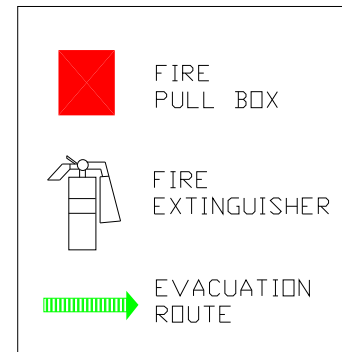 FIRE
PULL BOX
FIRE
EXTINGUISHER
EVACUATION
ROUTE